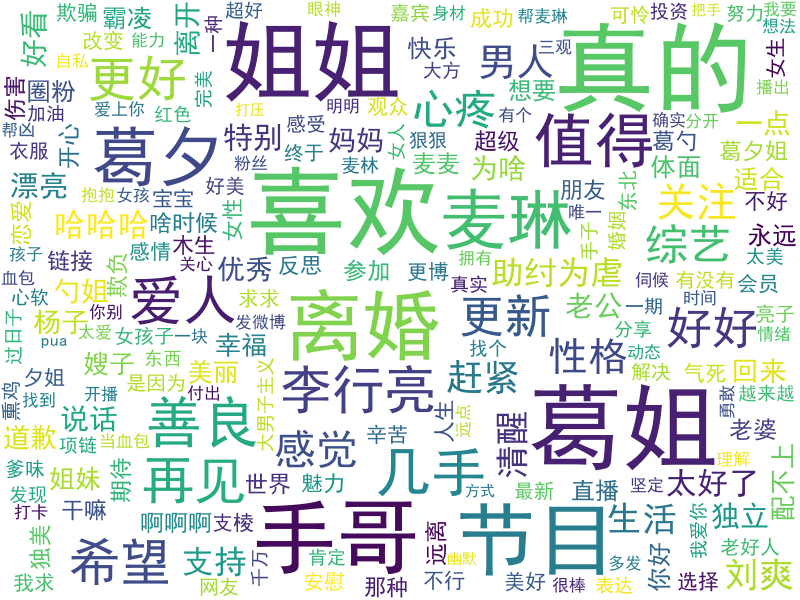 欺骗
霸凌
离开
一种
超好
眼神
嘉宾
身材
成功
帮麦琳
可怜
投资
把手
努力
我要
想法
好看
改变
能力
姐姐
快乐
大方
男人
三观
真的
女生
自私
更好
完美
想要
播出
伤害
圈粉
加油
爱上你
红色
打压
明明
观众
心疼
有个
值得
确实
分开
一点
帮凶
衣服
开心
葛夕
特别
感受
妈妈
女人
狠狠
超级
葛勺
体面
葛夕姐
粉丝
终于
麦林
麦麦
为啥
适合
漂亮
抱抱
女孩
宝宝
好美
喜欢
麦琳
朋友
唯一
东北
关注
不好
恋爱
哈哈哈
啥时候
女性
手子
婚姻
综艺
永远
孩子
链接
感情
木生
关心
优秀
反思
参加
更博
拥有
真实
助纣为虐
太美
血包
心软
勺姐
你别
欺负
爱人
求求
发微博
离婚
更新
伺候
有没有
会员
老公
一期
时间
过日子
杨子
太爱
女孩子
一块
幸福
分享
好好
亮子
情绪
pua
嫂子
东西
美丽
找个
性格
动态
夕姐
是因为
付出
大男子主义
李行亮
赶紧
解决
气死
回来
熏鸡
找到
开播
善良
人生
远点
勇敢
越来越
道歉
说话
项链
当血包
感觉
辛苦
清醒
葛姐
老婆
爹味
姐妹
期待
再见
世界
魅力
几手
方式
最新
直播
坚定
太好了
理解
配不上
发现
打卡
独美
干嘛
啊啊啊
支棱
手哥
远离
节目
生活
我爱你
独立
我求
希望
支持
网友
千万
安慰
肯定
那种
幽默
不行
美好
很棒
多发
表达
你好
选择
老好人
刘爽